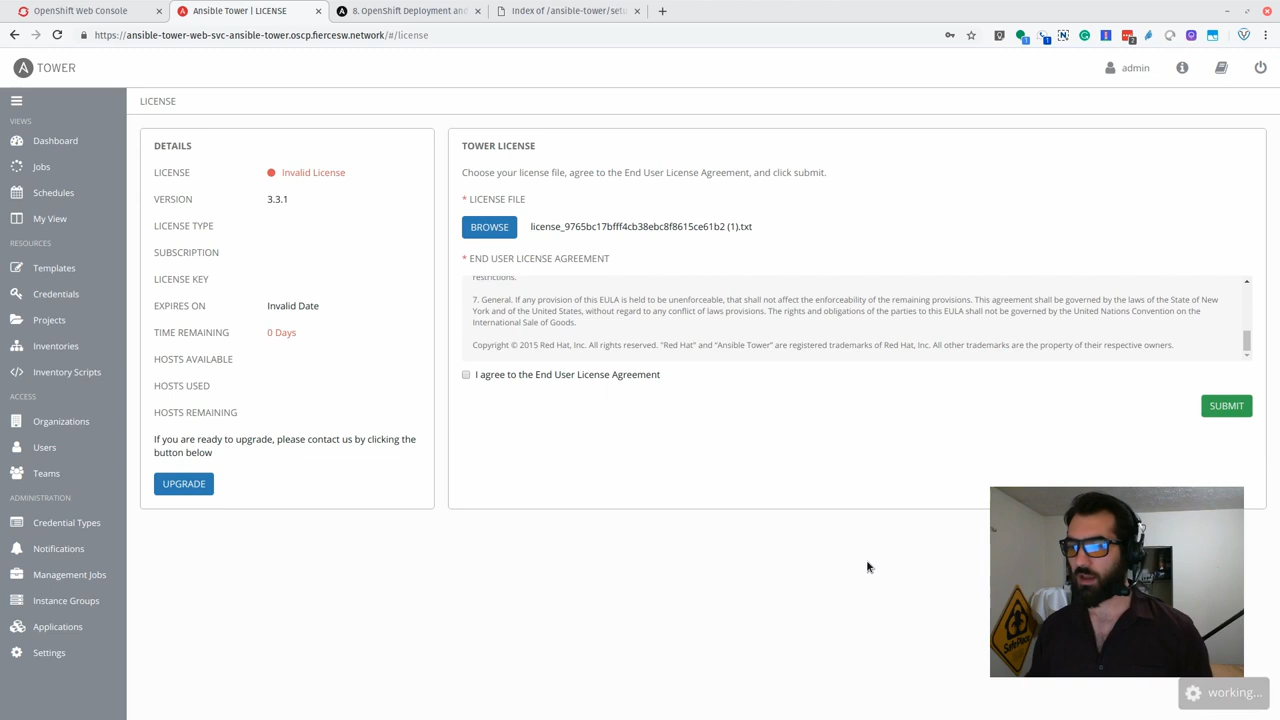 OpenShift Web Console
Ansible Tower | LICENSE
8. OpenShift Deployment and
Index of /ansible-tower/setu
https://ansible-tower-web-svc-ansible-tower.oscp.fiercesw.network/#/license
TOWER
admin
VIEWS
Dashboard
Jobs
Schedules
My View
RESOURCES
Templates
Credentials
Projects
Inventories
Inventory Scripts
ACCESS
Organizations
Users
Teams
ADMINISTRATION
Credential Types
Notifications
Management Jobs
Instance Groups
Applications
Settings
LICENSE
DETAILS
LICENSE Invalid License
VERSION 3.3.1
LICENSE TYPE
SUBSCRIPTION
LICENSE KEY
EXPIRES ON Invalid Date
TIME REMAINING 0 Days
HOSTS AVAILABLE
HOSTS USED
HOSTS REMAINING
If you are ready to upgrade, please contact us by clicking the
button below
UPGRADE
TOWER LICENSE
Choose your license file, agree to the End User License Agreement, and click submit.
* LICENSE FILE
BROWSE license_9765bc17bfff4cb38ebc8f8615ce61b2 (1).txt
* END USER LICENSE AGREEMENT
restrictions.
7. General. If any provision of this EULA is held to be unenforceable, that shall not affect the enforceability of the remaining provisions. This agreement shall be governed by the laws of the State of New
York and of the United States, without regard to any conflict of laws provisions. The rights and obligations of the parties to this EULA shall not be governed by the United Nations Convention on the
International Sale of Goods.
Copyright © 2015 Red Hat, Inc. All rights reserved. "Red Hat" and "Ansible Tower" are registered trademarks of Red Hat, Inc. All other trademarks are the property of their respective owners.
I agree to the End User License Agreement
SUBMIT
working...